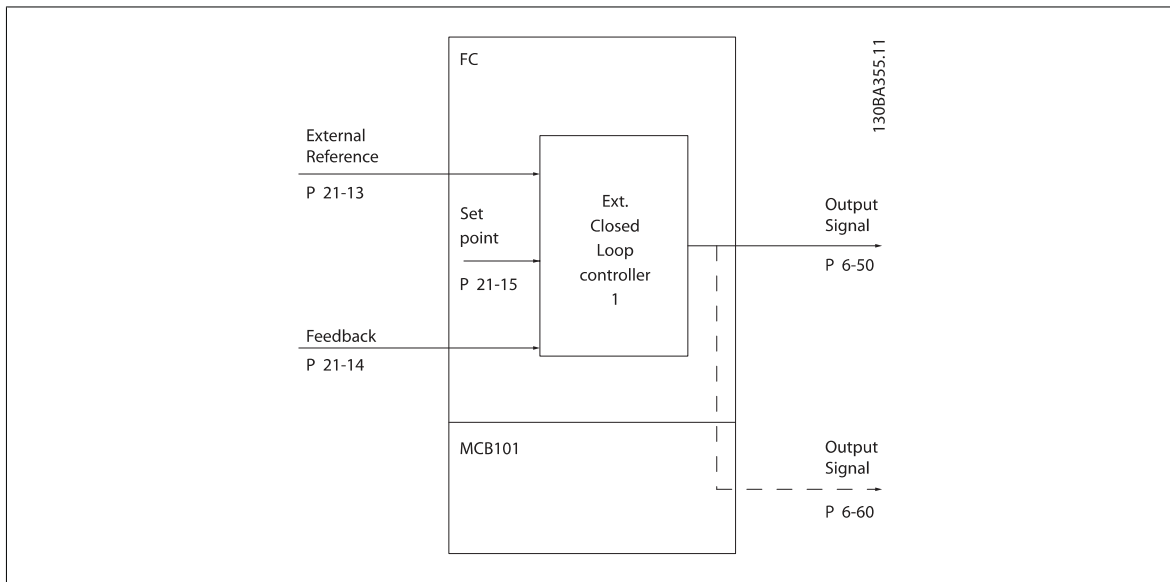 FC
130BA355.11
External
Reference
P 21-13
Set
point
P 21-15
Feedback
P 21-14
Ext.
Closed
Loop
controller
1
Output
Signal
P 6-50
MCB101
Output
Signal
P 6-60